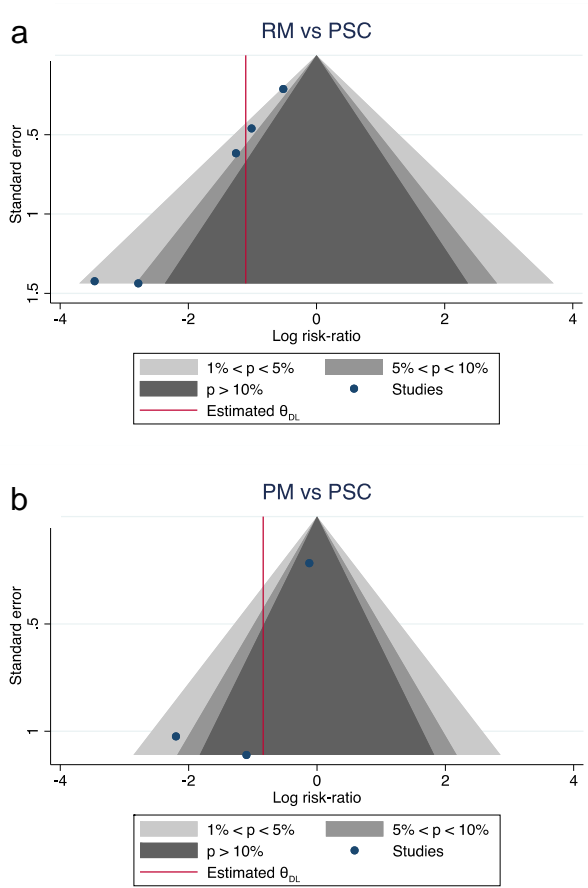 a
RM vs PSC
Standard error
.5
1
1.5
-4 -2 0 2 4
Log risk-ratio
1% < p < 5% 5% < p < 10%
p > 10% Studies
Estimated θDL
b
PM vs PSC
Standard error
.5
1
-4 -2 0 2 4
Log risk-ratio
1% < p < 5% 5% < p < 10%
p > 10% Studies
Estimated θDL